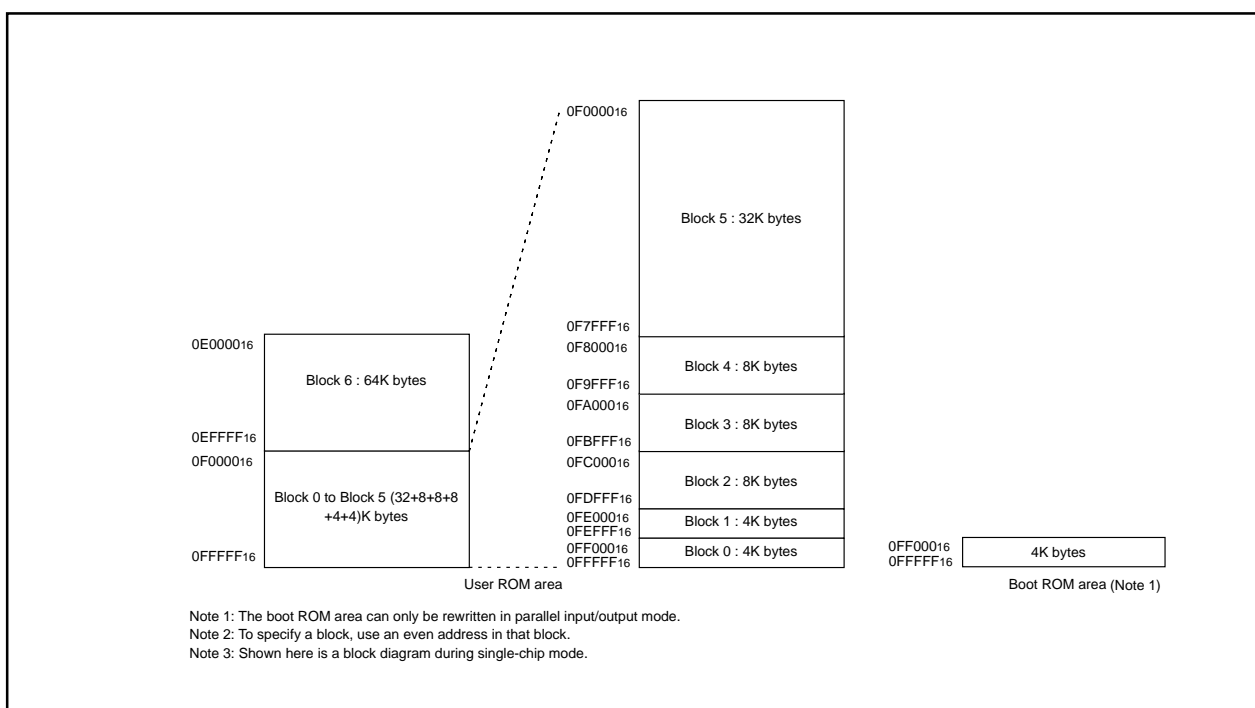 0F000016
Block 5 : 32K bytes
0F7FFF16
0E000016
0F800016
Block 4 : 8K bytes
Block 6 : 64K bytes
0F9FFF16
0FA00016
Block 3 : 8K bytes
0EFFFF16
0FBFFF16
0F000016
0FC00016
Block 2 : 8K bytes
Block 0 to Block 5 (32+8+8+8
+4+4)K bytes
0FDFFF16
0FE00016
Block 1 : 4K bytes
0FEFFF16
0FF00016
Block 0 : 4K bytes
0FFFFF16
0FFFFF16
0FF00016
4K bytes
0FFFFF16
User ROM area
Boot ROM area (Note 1)
Note 1: The boot ROM area can only be rewritten in parallel input/output mode.
Note 2: To specify a block, use an even address in that block.
Note 3: Shown here is a block diagram during single-chip mode.